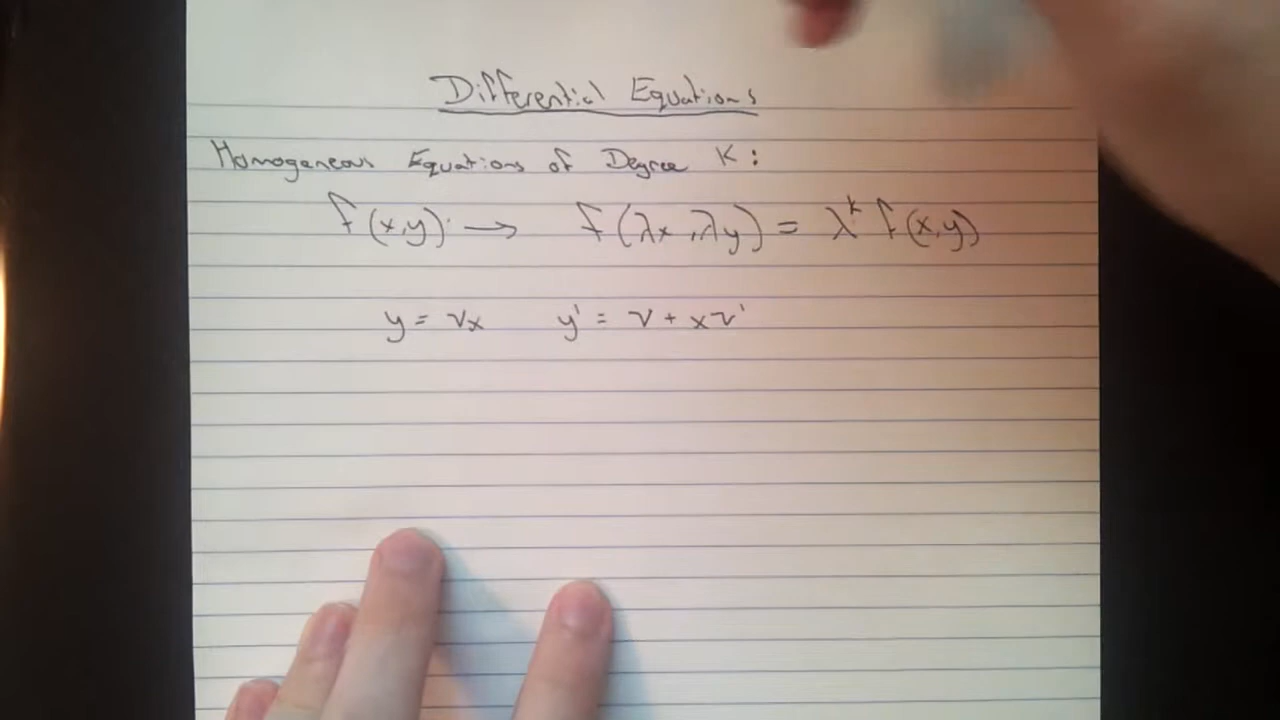 Differential Equations
Homogeneous Equations of Degree K:
f(x,y) → f(λx,λy) = λ^k f(x,y)
y = vx y' = v + xv'